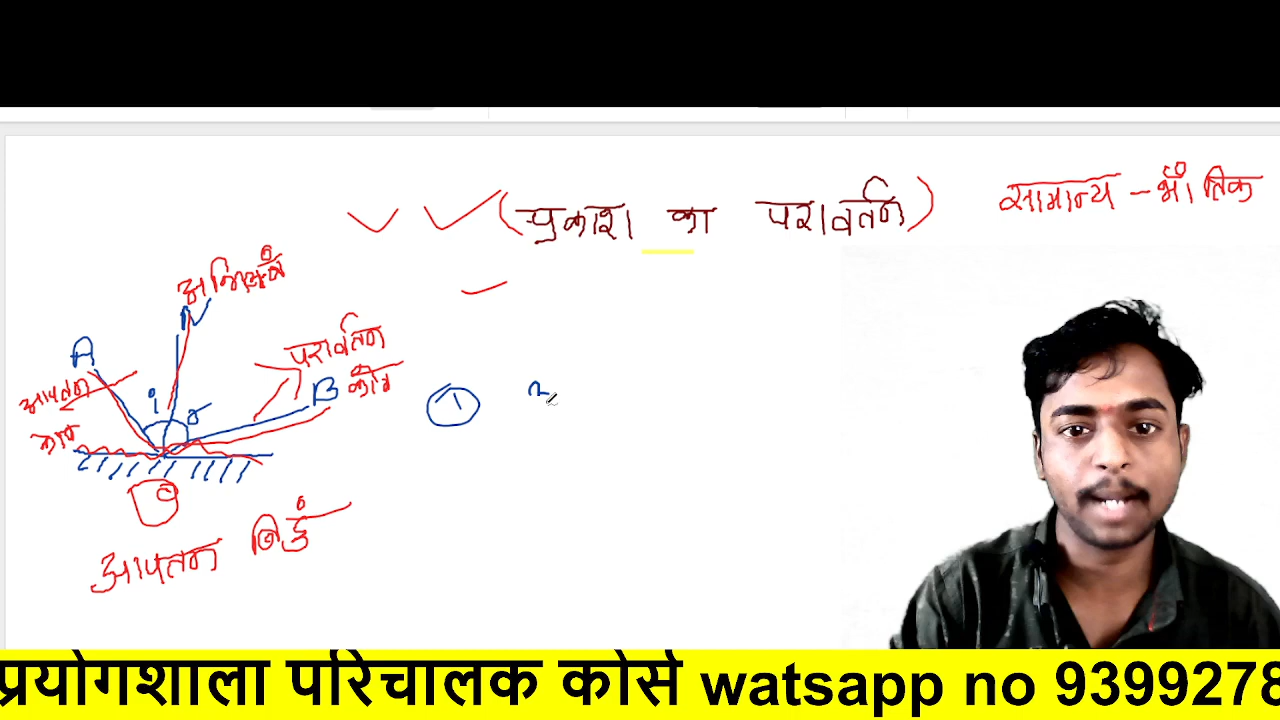 (प्रकाश का परावर्तन) सामान्य - भौतिक
अभिलंब
N
A
परावर्तन
कोण
B
आपतन
कोण
i
r
1
O
आपतन बिंदु
प्रयोगशाला परिचालक कोर्स watsapp no 9399278